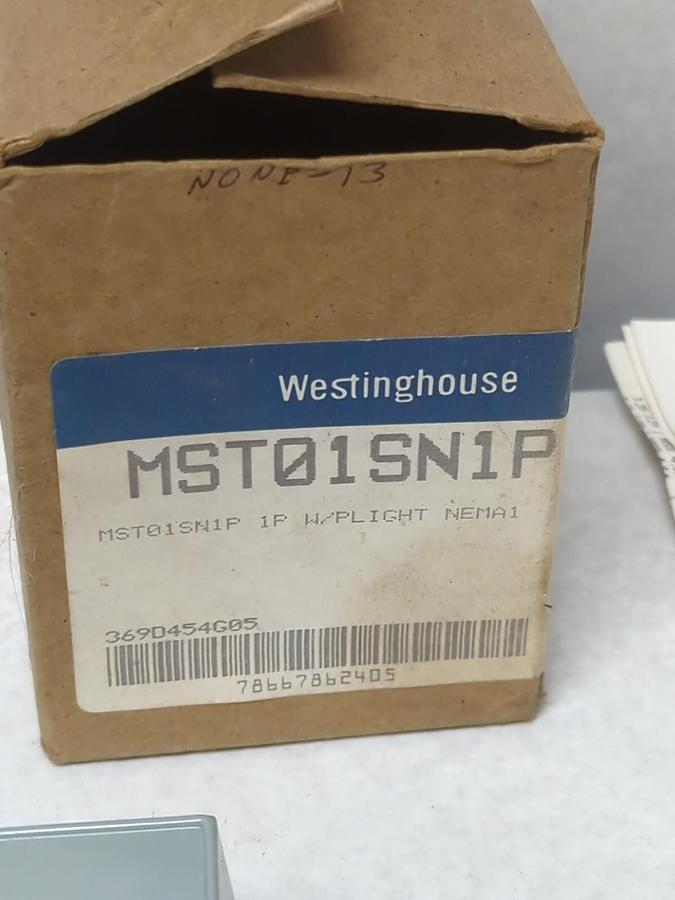 NONE-13
Westinghouse
MST01SN1P
MST01SN1P 1P W/PLIGHT NEMA1
369D454G05
78667862405